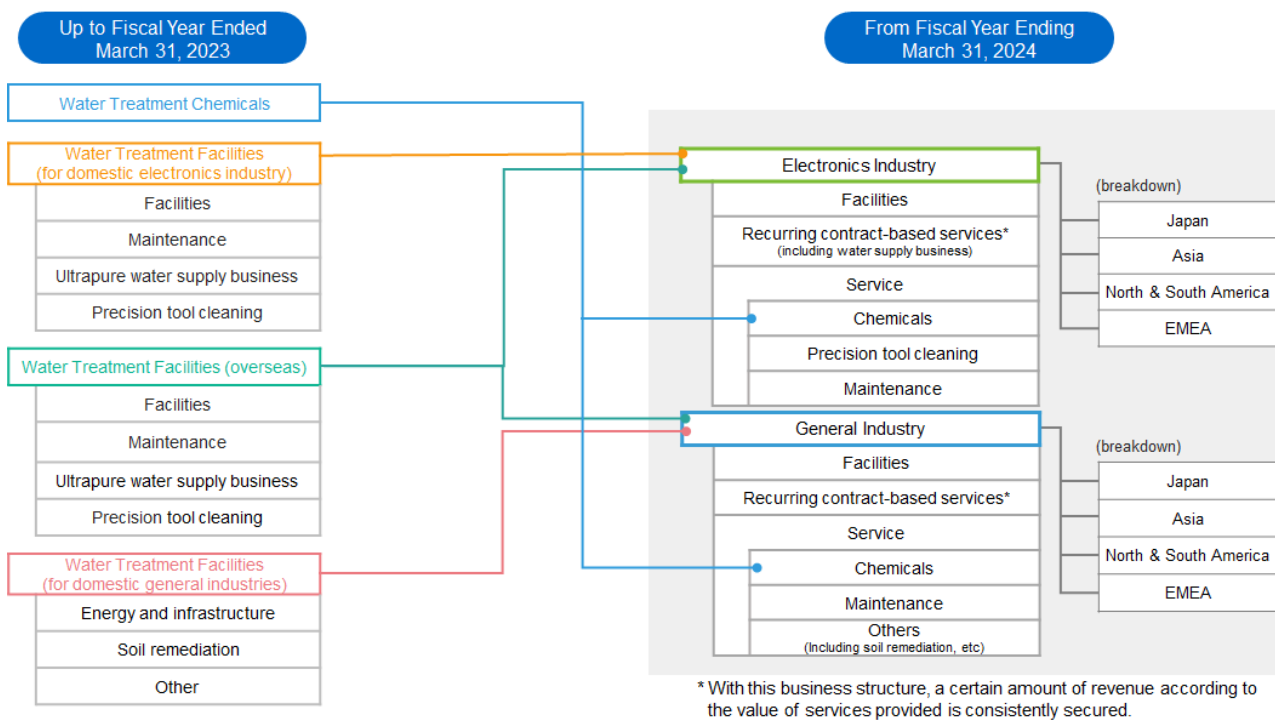 Up to Fiscal Year Ended
March 31, 2023
Water Treatment Chemicals
Water Treatment Facilities
(for domestic electronics industry)
Facilities
Maintenance
Ultrapure water supply business
Precision tool cleaning
Water Treatment Facilities (overseas)
Facilities
Maintenance
Ultrapure water supply business
Precision tool cleaning
Water Treatment Facilities
(for domestic general industries)
Energy and infrastructure
Soil remediation
Other
From Fiscal Year Ending
March 31, 2024
Electronics Industry
Facilities
Recurring contract-based services*
(including water supply business)
Service
Chemicals
Precision tool cleaning
Maintenance
(breakdown)
Japan
Asia
North & South America
EMEA
General Industry
Facilities
Recurring contract-based services*
Service
Chemicals
Maintenance
Others
(Including soil remediation, etc)
(breakdown)
Japan
Asia
North & South America
EMEA
* With this business structure, a certain amount of revenue according to
the value of services provided is consistently secured.